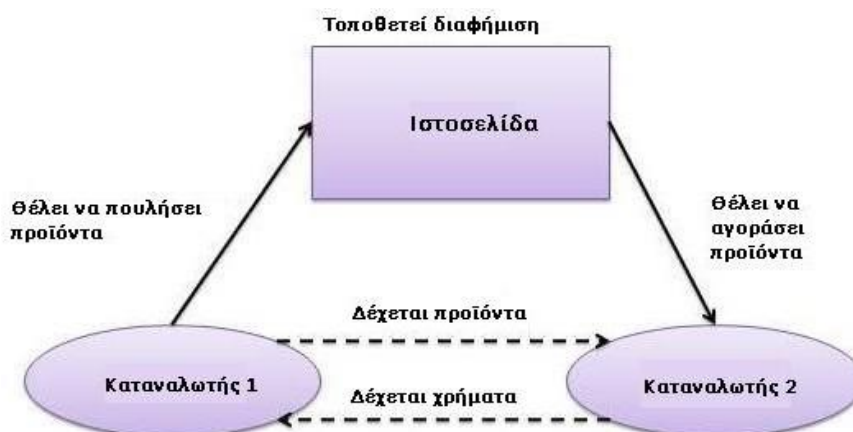 Τοποθετεί διαφήμιση
Ιστοσελίδα
Θέλει να πουλήσει
προϊόντα
Θέλει να
αγοράσει
προϊόντα
Δέχεται προϊόντα
Καταναλωτής 1
Καταναλωτής 2
Δέχεται χρήματα